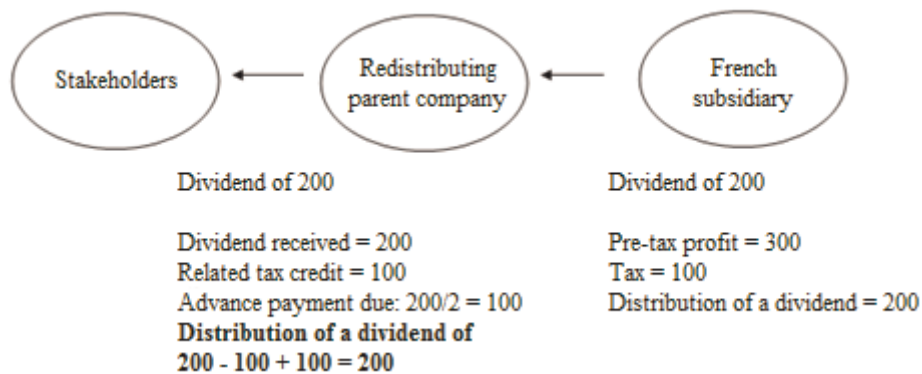 Stakeholders
Redistributing
parent company
French
subsidiary
Dividend of 200
Dividend received = 200
Related tax credit = 100
Advance payment due: 200/2 = 100
Distribution of a dividend of
200 - 100 + 100 = 200
Dividend of 200
Pre-tax profit = 300
Tax = 100
Distribution of a dividend = 200